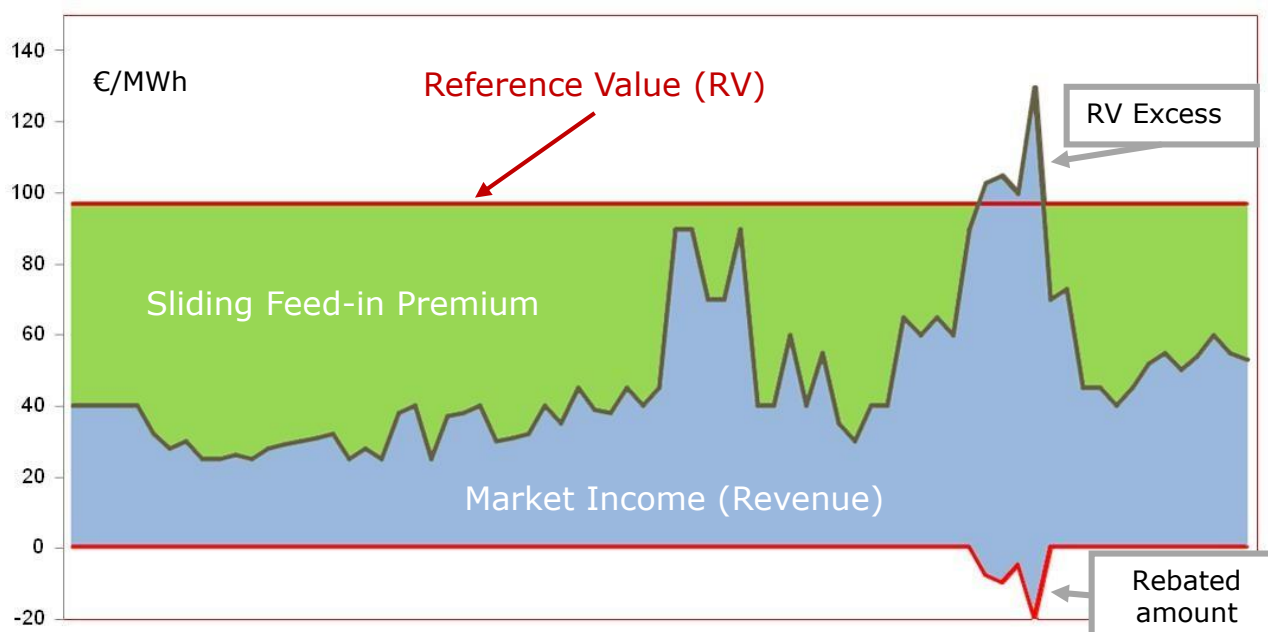 140
€/MWh
Reference Value (RV)
120
RV Excess
100
80
Sliding Feed-in Premium
60
40
20
Market Income (Revenue)
0
Rebated
amount
-20